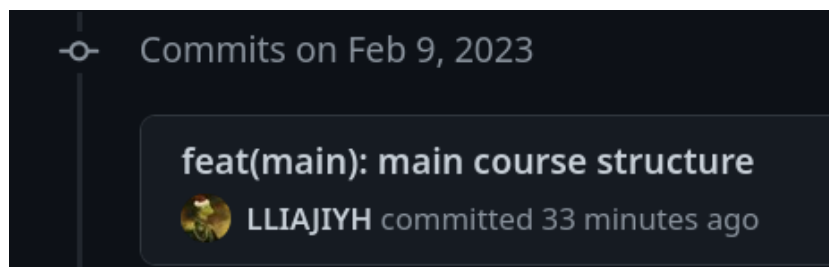 Commits on Feb 9, 2023
feat(main): main course structure
LLIAJIYH committed 33 minutes ago